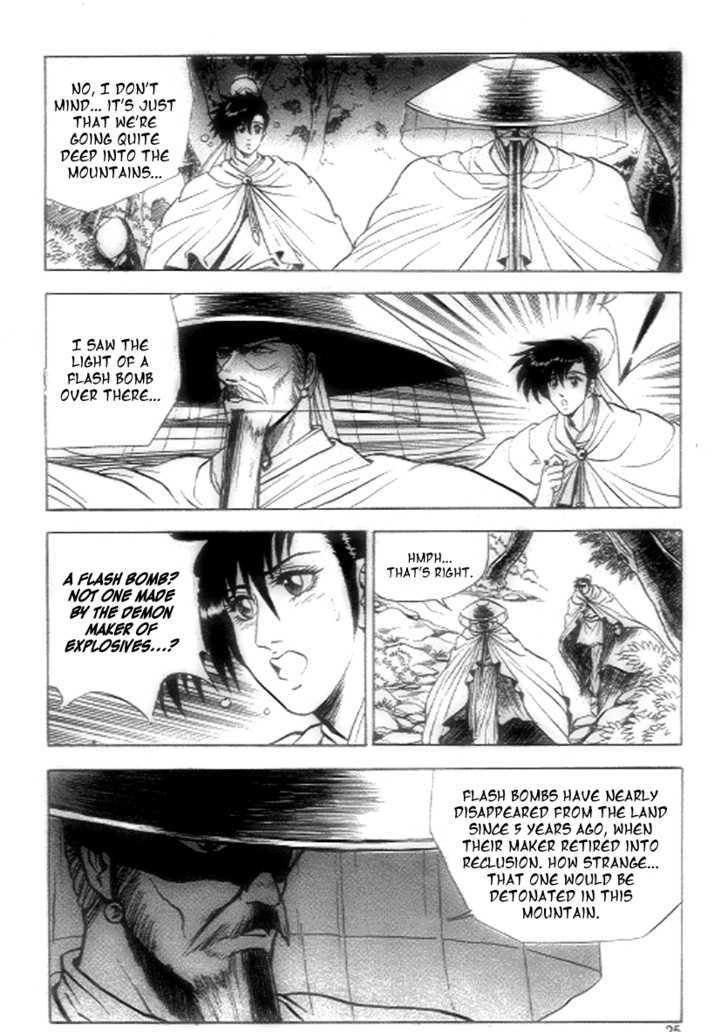 NO, I DON'T
MIND... IT'S JUST
THAT WE'RE
GOING QUITE
DEEP INTO THE
MOUNTAINS...
I SAW THE
LIGHT OF A
FLASH BOMB
OVER THERE...
A FLASH BOMB?
NOT ONE MADE
BY THE DEMON
MAKER OF
EXPLOSIVES...?
HMPH...
THAT'S RIGHT.
FLASH BOMBS HAVE NEARLY
DISAPPEARED FROM THE LAND
SINCE 5 YEARS AGO, WHEN
THEIR MAKER RETIRED INTO
RECLUSION. HOW STRANGE...
THAT ONE WOULD BE
DETONATED IN THIS
MOUNTAIN.
25